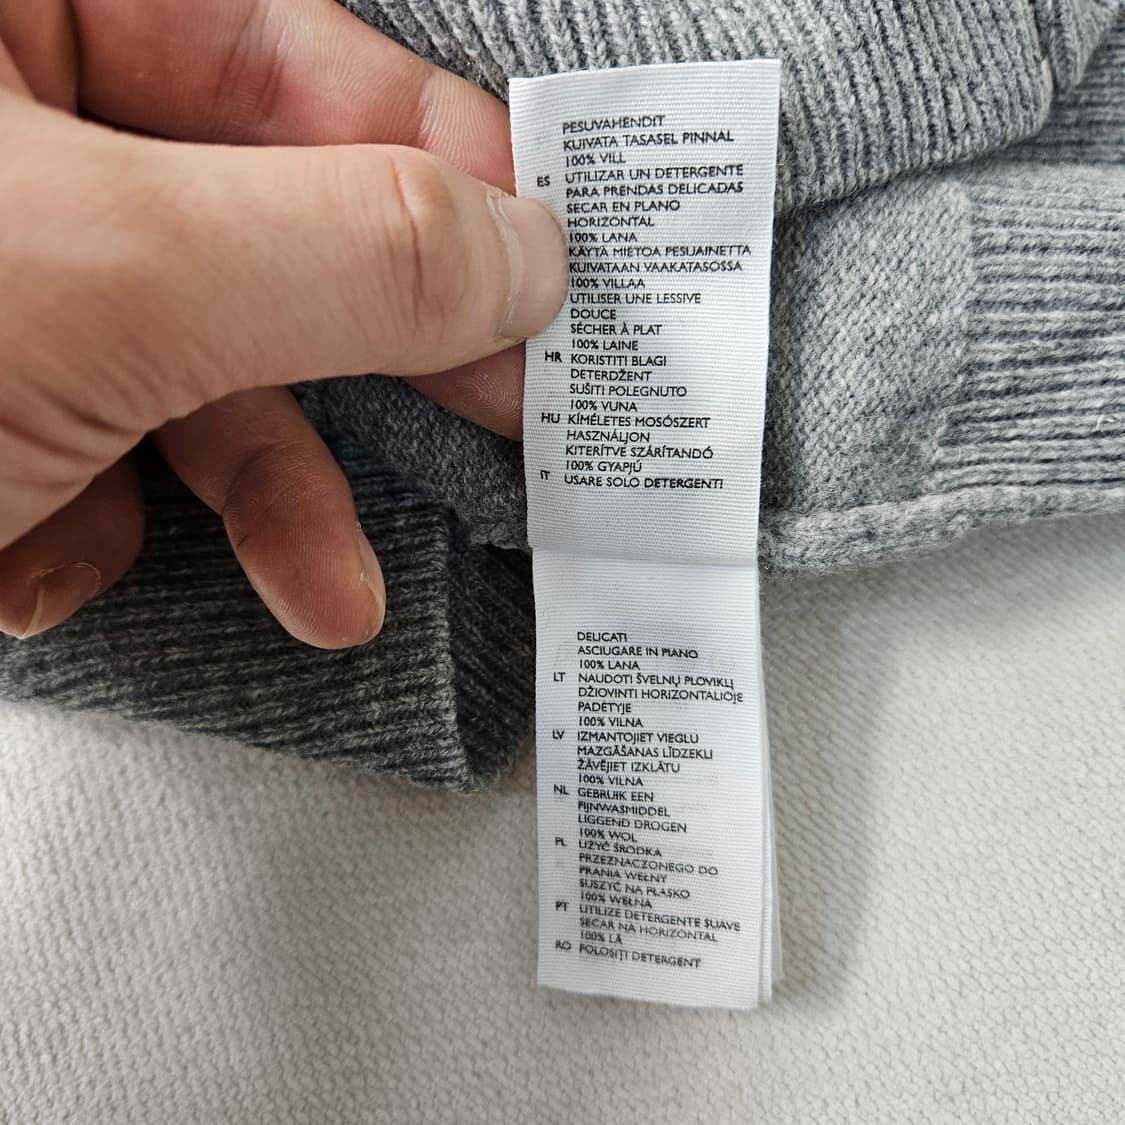 PESUVAHENDIT
KUIVATA TASASEL PINNAL
100% VILL
ES UTILIZAR UN DETERGENTE
PARA PRENDAS DELICADAS
SECAR EN PLANO
HORIZONTAL
100% LANA
KÄYTÄ MIETOA PESUAINETTA
KUIVATAAN VAAKATASOSSA
100% VILLAA
UTILISER UNE LESSIVE
DOUCE
SÉCHER À PLAT
100% LAINE
HR KORISTITI BLAGI
DETERDŽENT
SUŠITI POLEGNUTO
100% VUNA
HU KÍMÉLETES MOSÓSZERT
HASZNÁLJON
KITERÍTVE SZÁRÍTANDÓ
100% GYAPJÚ
IT USARE SOLO DETERGENTI
DELICATI
ASCIUGARE IN PIANO
100% LANA
LT NAUDOTI ŠVELNŲ PLOVIKLĮ
DŽIOVINTI HORIZONTALIOJE
PADĖTYJE
100% VILNA
LV IZMANTOJIET VIEGLU
MAZGĀŠANAS LĪDZEKLI
ŽĀVĒJIET IZKLĀTU
100% VILNA
NL GEBRUIK EEN
FIJNWASMIDDEL
LIGGEND DROGEN
100% WOL
PL UŻYĆ ŚRODKA
PRZEZNACZONEGO DO
PRANIA WEŁNY
SUSZYĆ NA PŁASKO
100% WEŁNA
PT UTILIZE DETERGENTE SUAVE
SECAR NA HORIZONTAL
100% LÃ
RO FOLOSIȚI DETERGENT